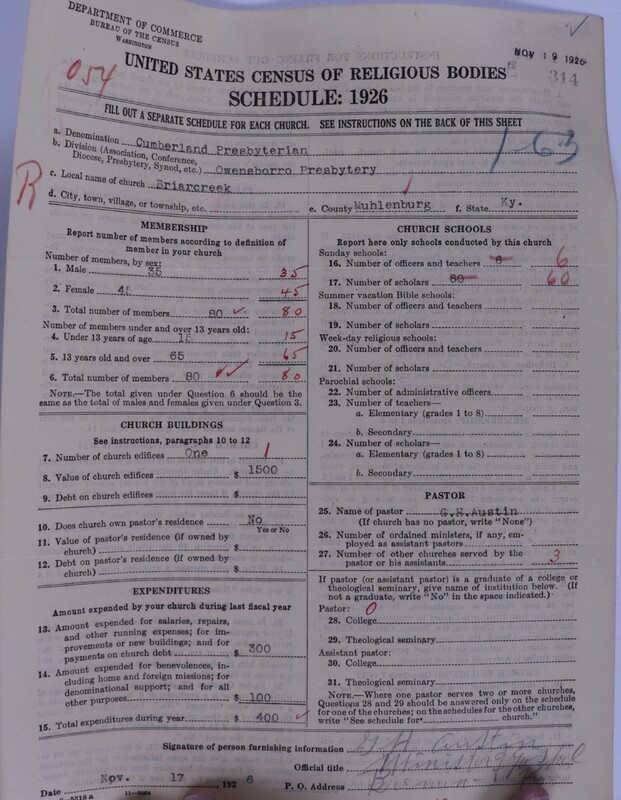 DEPARTMENT OF COMMERCE
BUREAU OF THE CENSUS
WASHINGTON
NOV 19 1926
314
054
UNITED STATES CENSUS OF RELIGIOUS BODIES
SCHEDULE: 1926
FILL OUT A SEPARATE SCHEDULE FOR EACH CHURCH. SEE INSTRUCTIONS ON THE BACK OF THIS SHEET
1-63
R
a. Denomination Cumberland Presbyterian
b. Division (Association, Conference, Diocese, Presbytery, Synod, etc.) Owensborro Presbytery
c. Local name of church Briarcreek
d. City, town, village, or township, etc.
e. County Muhlenburg f. State Ky.
MEMBERSHIP
Report number of members according to definition of
member in your church
Number of members, by sex:
1. Male 35 35
2. Female 45 45
3. Total number of members 80 80
Number of members under and over 13 years old:
4. Under 13 years of age 15 15
5. 13 years old and over 65 65
6. Total number of members 80 80
NOTE.—The total given under Question 6 should be
same as the total of males and females given under Question 3.
CHURCH BUILDINGS
See instructions, paragraphs 10 to 12
7. Number of church edifices One 1
8. Value of church edifices $ 1500
9. Debt on church edifices $
10. Does church own pastor's residence No
Yes or No
11. Value of pastor's residence (if owned by
church) $
12. Debt on pastor's residence (if owned by
church) $
EXPENDITURES
Amount expended by your church during last fiscal year
13. Amount expended for salaries, repairs,
and other running expenses; for im-
provements or new buildings; and for
payments on church debt $ 300
14. Amount expended for benevolences, in-
cluding home and foreign missions; for
denominational support; and for all
other purposes $ 100
15. Total expenditures during year $ 400
CHURCH SCHOOLS
Report here only schools conducted by this church
Sunday schools:
16. Number of officers and teachers 6 6
17. Number of scholars 60 60
Summer vacation Bible schools:
18. Number of officers and teachers
19. Number of scholars
Week-day religious schools:
20. Number of officers and teachers
21. Number of scholars
Parochial schools:
22. Number of administrative officers
23. Number of teachers—
a. Elementary (grades 1 to 8)
b. Secondary
24. Number of scholars—
a. Elementary (grades 1 to 8)
b. Secondary
PASTOR
25. Name of pastor G.H.Austin
(If church has no pastor, write "None")
26. Number of ordained ministers, if any, em-
ployed as assistant pastors
27. Number of other churches served by the
pastor or his assistants 3
If pastor (or assistant pastor) is a graduate of a college or
theological seminary, give name of institution below. (If
not a graduate, write "No" in the space indicated.)
Pastor: 0
28. College
29. Theological seminary
Assistant pastor:
30. College
31. Theological seminary
NOTE.—Where one pastor serves two or more churches,
Questions 28 and 29 should be answered only on the schedule
for one of the churches; on the schedules for the other churches,
write "See schedule for church."
Signature of person furnishing information G H Austin
Official title
Date Nov. 17 1926 P. O. Address